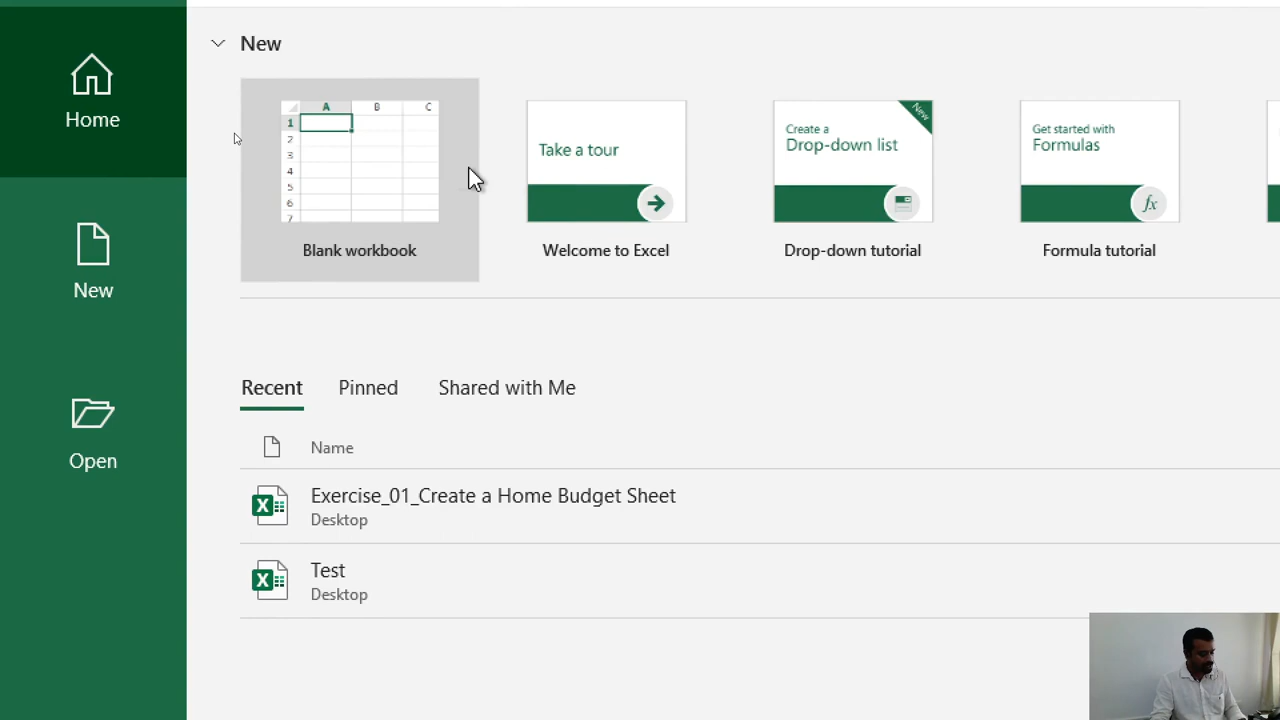 Home
New
Open
New
A B C
1
2
3
4
5
6
7
Blank workbook
Take a tour
Welcome to Excel
New
Create a
Drop-down list
Drop-down tutorial
Get started with
Formulas
fx
Formula tutorial
Recent Pinned Shared with Me
Name
X
Exercise_01_Create a Home Budget Sheet
Desktop
X
Test
Desktop